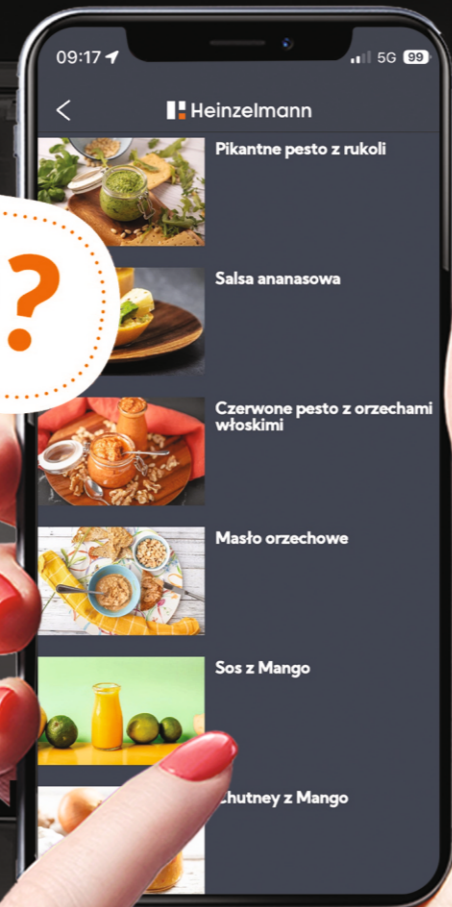 09:17
5G 99
Heinzelmann
Pikantne pesto z rukoli
?
Salsa ananasowa
Czerwone pesto z orzechami
włoskimi
Masło orzechowe
Sos z Mango
hutney z Mango